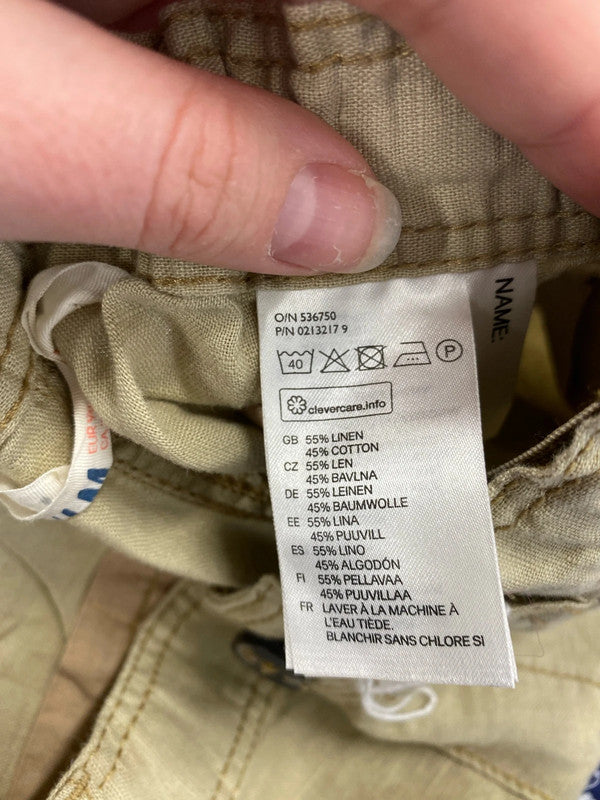 O/N 536750
P/N 0213217 9
NAME:
40
P
clevercare.info
GB 55% LINEN
45% COTTON
CZ 55% LEN
45% BAVLNA
DE 55% LEINEN
45% BAUMWOLLE
EE 55% LINA
45% PUUVILL
ES 55% LINO
45% ALGODÓN
FI 55% PELLAVAA
45% PUUVILLAA
FR LAVER À LA MACHINE À
L'EAU TIÈDE.
BLANCHIR SANS CHLORE SI